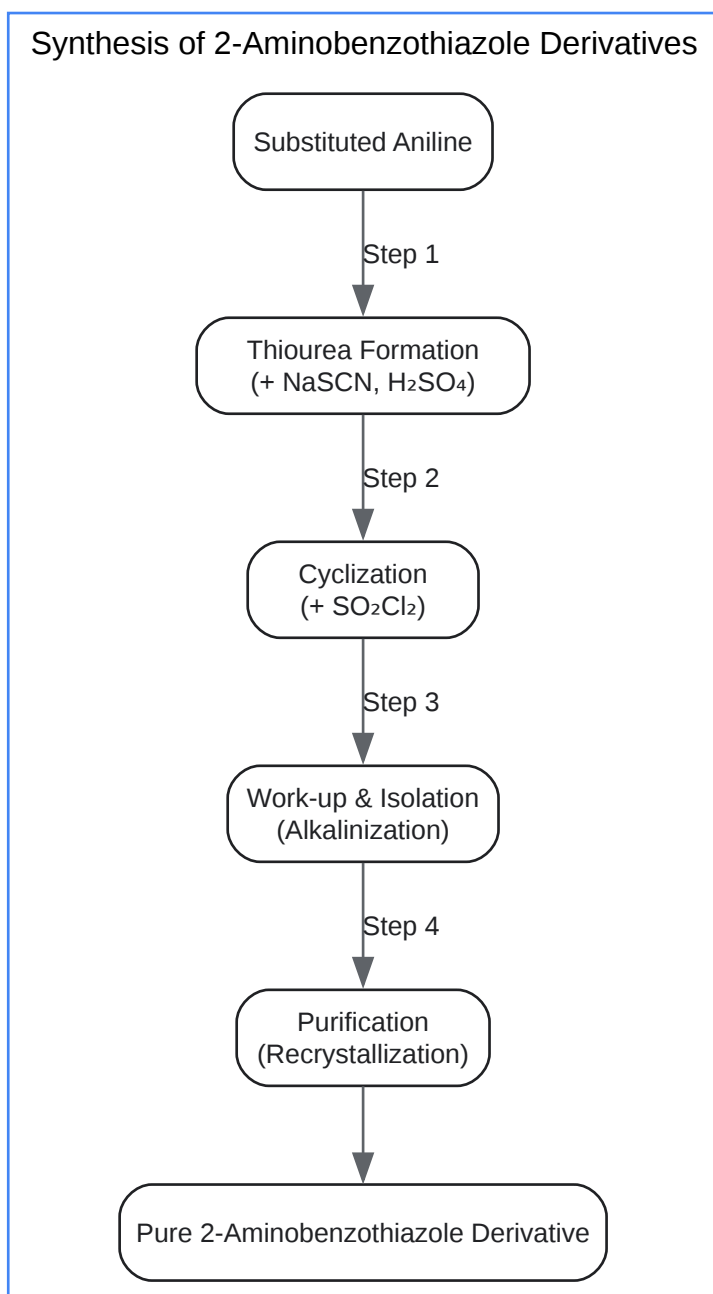 Synthesis of 2-Aminobenzothiazole Derivatives
Substituted Aniline
Step 1
Thiourea Formation
(+ NaSCN, H₂SO₄)
Step 2
Cyclization
(+ SO₂Cl₂)
Step 3
Work-up & Isolation
(Alkalinization)
Step 4
Purification
(Recrystallization)
Pure 2-Aminobenzothiazole Derivative